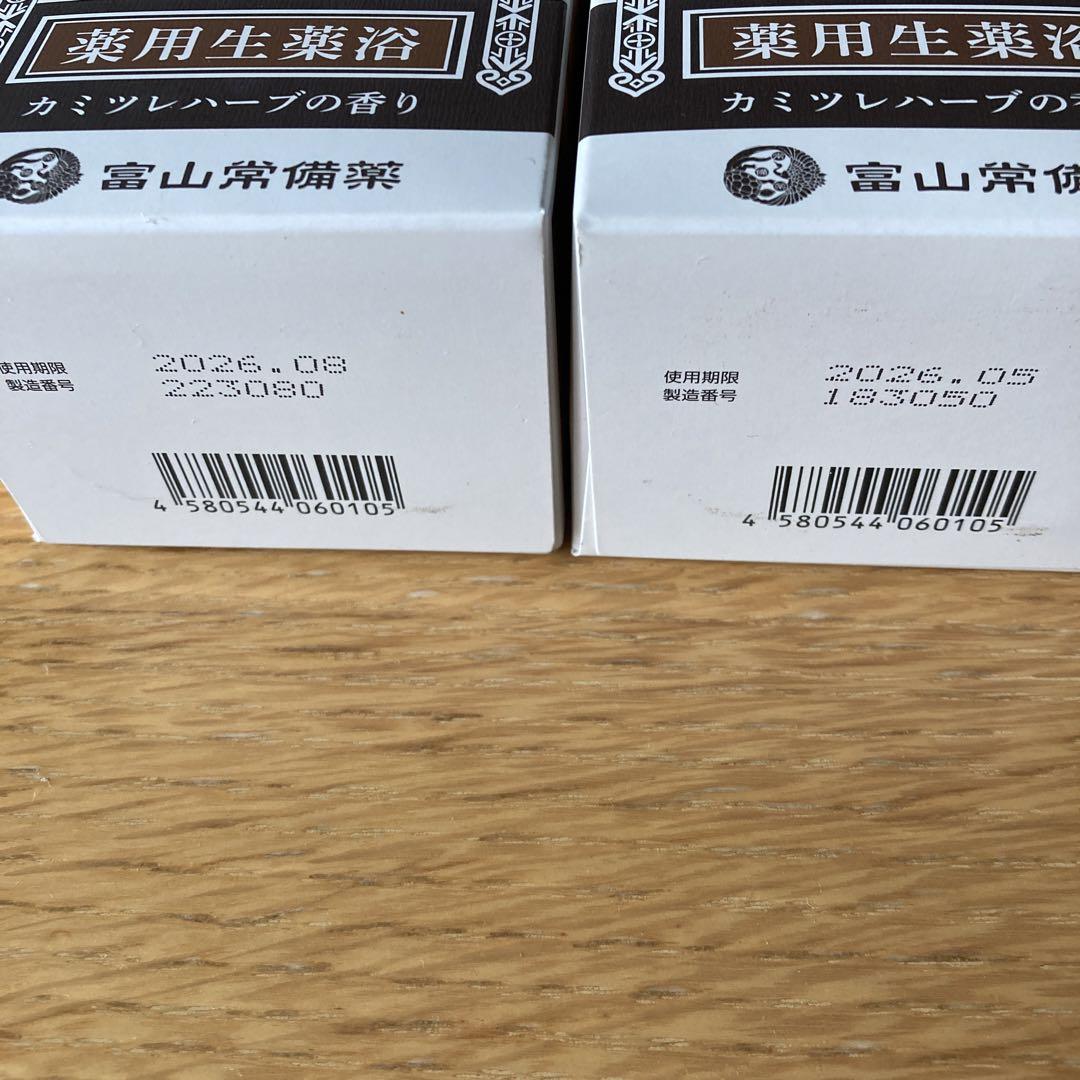 薬用生薬浴
カミツレハーブの香り
富山常備薬
使用期限 2026.08
製造番号 223080
4 580544 060105
薬用生薬浴
カミツレハーブの香
富山常備薬
使用期限 2026.05
製造番号 183050
4 580544 060105